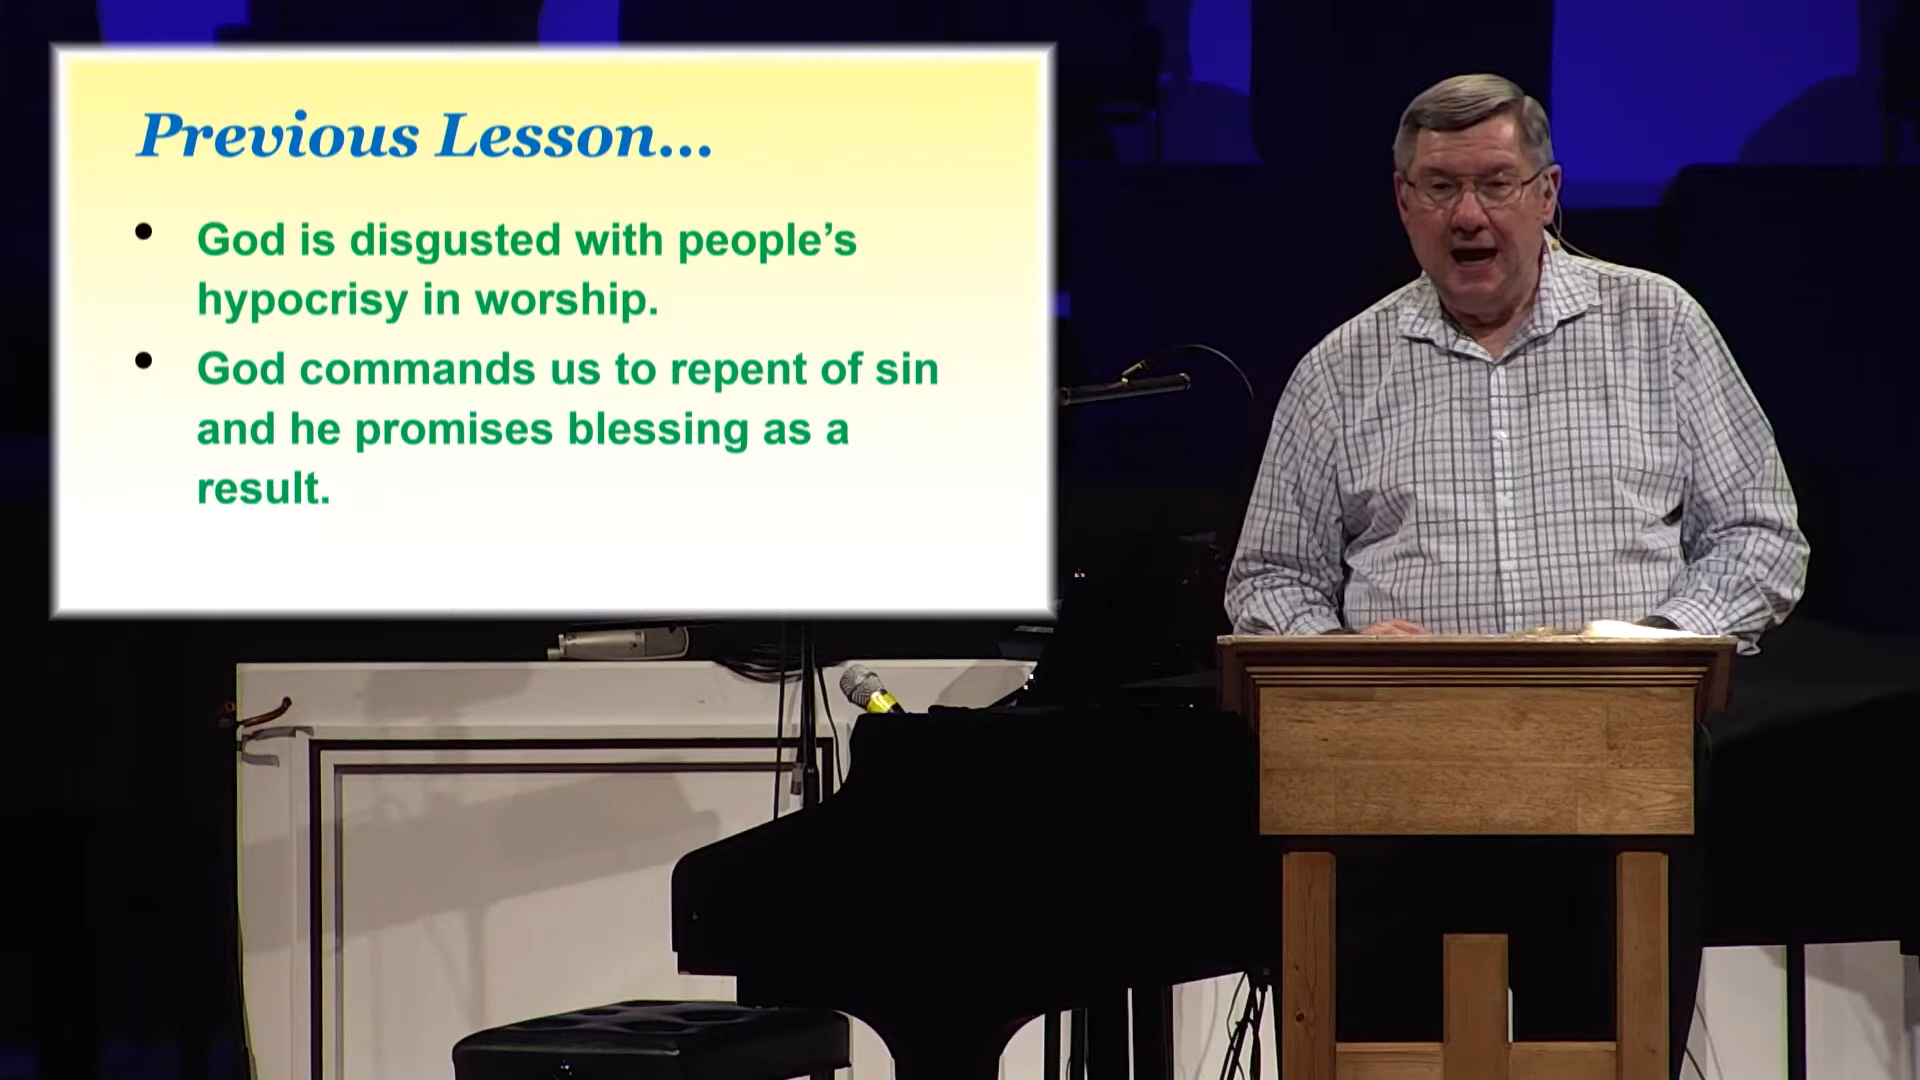 Previous Lesson...
• God is disgusted with people's
hypocrisy in worship.
• God commands us to repent of sin
and he promises blessing as a
result.